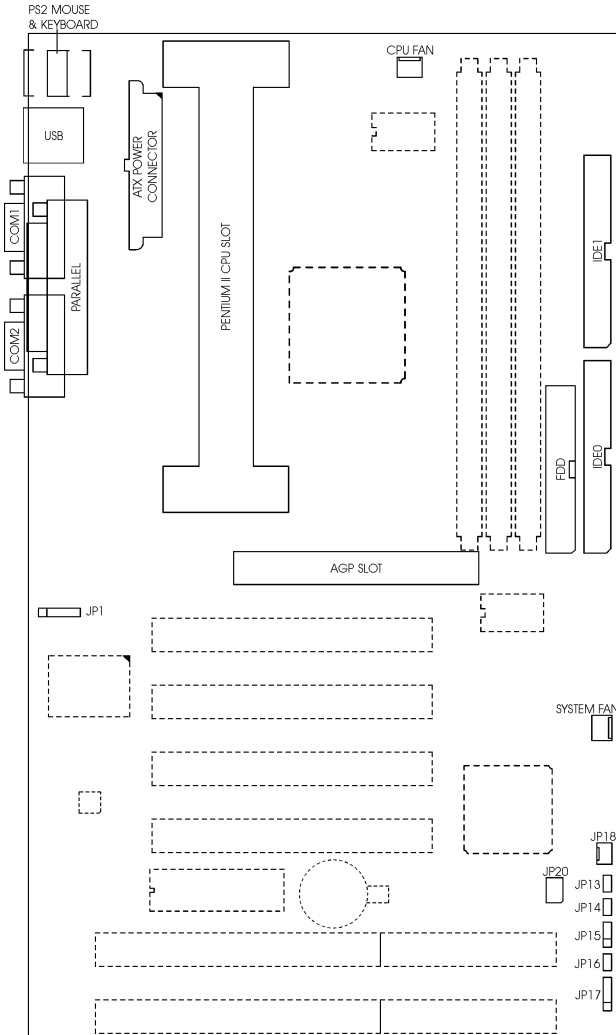 PS2 MOUSE
& KEYBOARD
CPU FAN
USB
ATX POWER
CONNECTOR
PENTIUM II CPU SLOT
COM1
PARALLEL
COM2
IDE1
FDD
IDE0
AGP SLOT
JP1
SYSTEM FAN
JP18
JP20
JP13
JP14
JP15
JP16
JP17